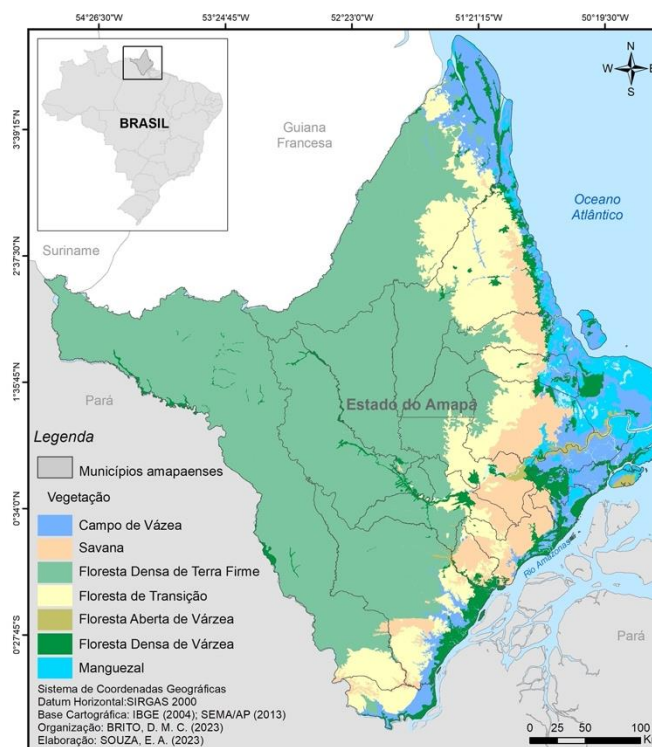 54°26'30"W 53°24'45"W 52°23'0"W 51°21'15"W 50°19'30"W
N
W E
S
BRASIL
3°39'15"N
Guiana
Francesa
Oceano
Atlântico
Suriname
2°37'30"N
1°35'45"N
Pará
Estado do Amapá
Legenda
Municípios amapaenses
Vegetação
0°34'0"N
Campo de Vázea
Savana
Floresta Densa de Terra Firme
Floresta de Transição
Floresta Aberta de Várzea
Floresta Densa de Várzea
Manguezal
Rio Amazonas
0°27'45"N
Pará
Sistema de Coordenadas Geográficas
Datum Horizontal:SIRGAS 2000
Base Cartográfica: IBGE (2004); SEMA/AP (2013)
Organização: BRITO, D. M. C. (2023)
Elaboração: SOUZA, E. A. (2023)
0 25 50 100